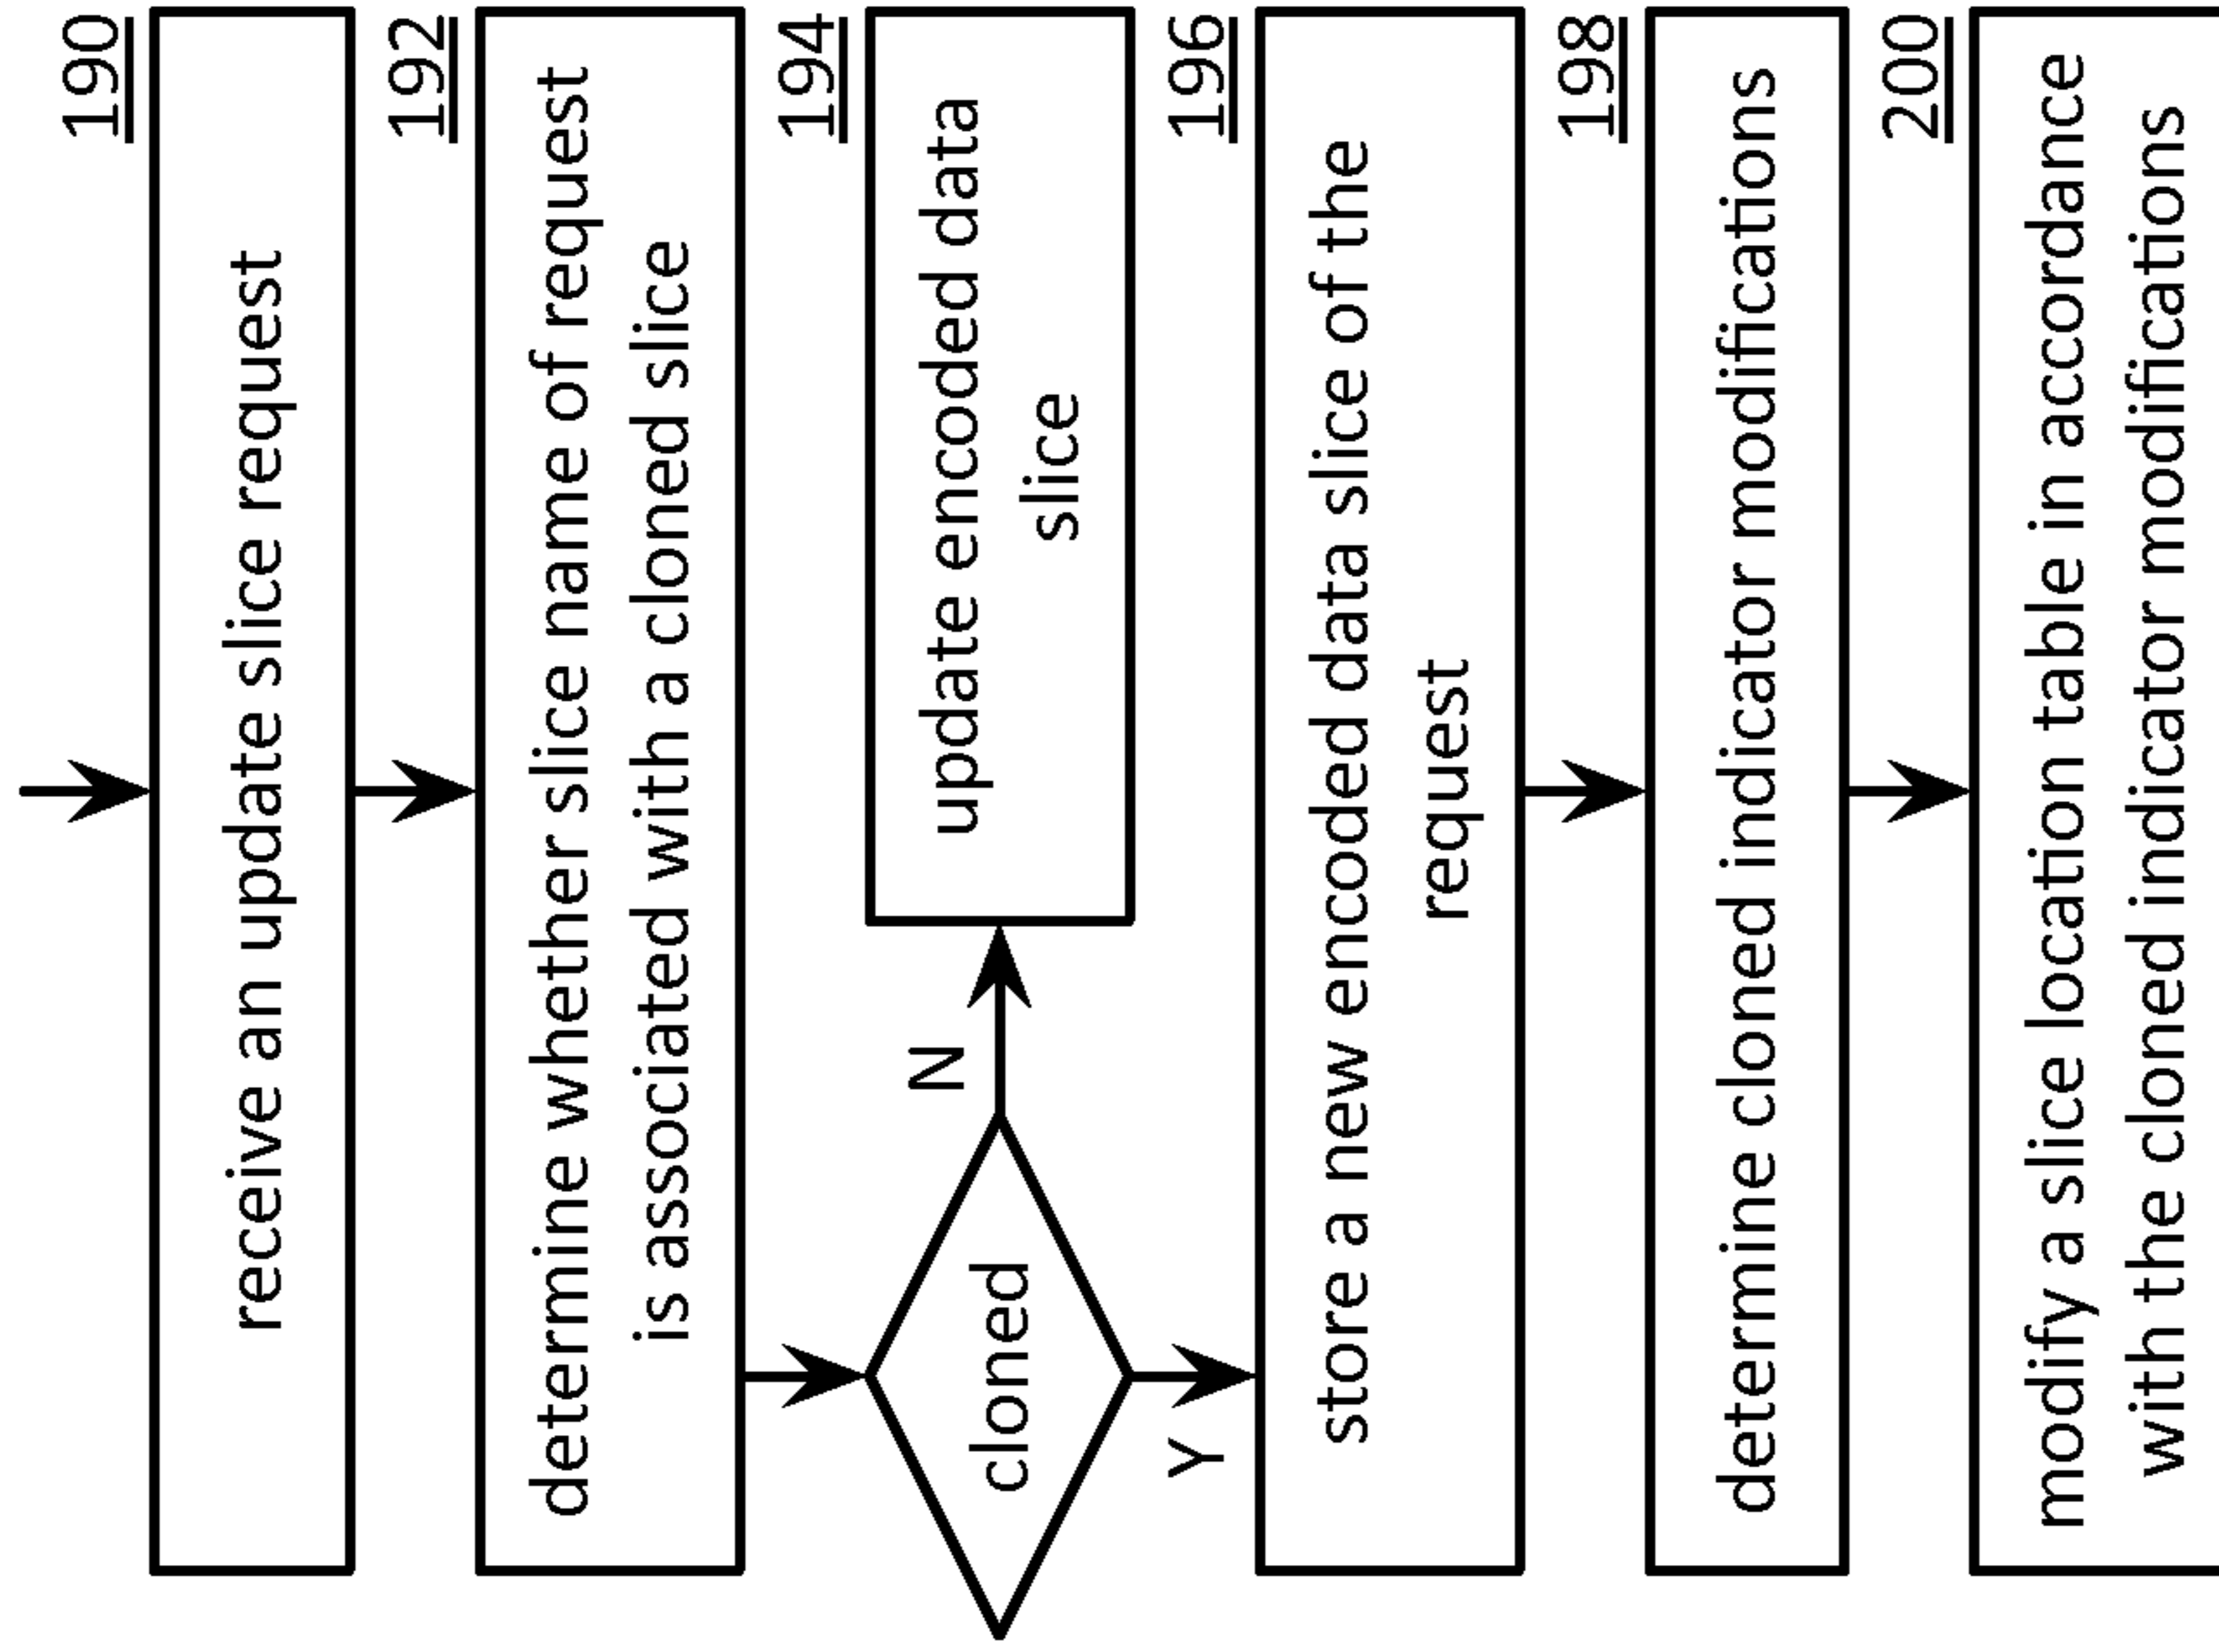 190
receive an update slice request
192
determine whether slice name of request
is associated with a cloned slice
cloned
N
194
update encoded data
slice
Y
196
store a new encoded data slice of the
request
198
determine cloned indicator modifications
200
modify a slice location table in accordance
with the cloned indicator modifications